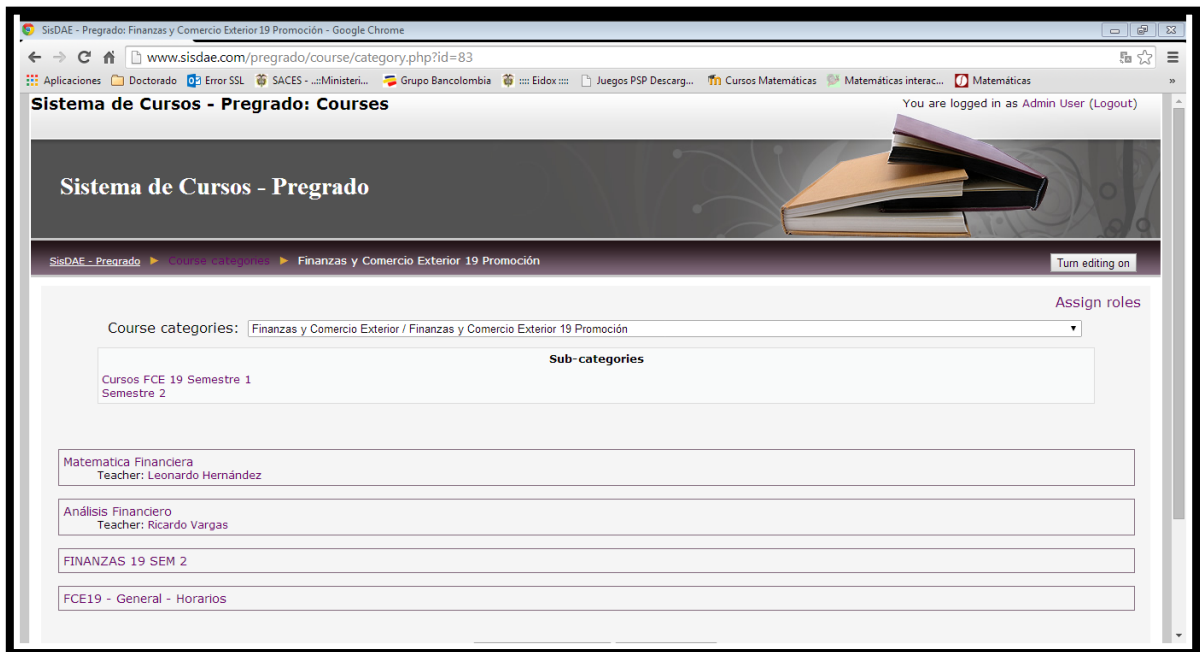 SisDAE - Pregrado: Finanzas y Comercio Exterior 19 Promoción - Google Chrome
www.sisdae.com/pregrado/course/category.php?id=83
Aplicaciones Doctorado Error SSL SACES - ..::Ministeri... Grupo Bancolombia :::: Eidox :::: Juegos PSP Descarg... Cursos Matemáticas Matemáticas interac... Matemáticas »
Sistema de Cursos - Pregrado: Courses
You are logged in as Admin User (Logout)
Sistema de Cursos - Pregrado
SisDAE - Pregrado ► Course categories ► Finanzas y Comercio Exterior 19 Promoción
Turn editing on
Assign roles
Course categories: Finanzas y Comercio Exterior / Finanzas y Comercio Exterior 19 Promoción
Sub-categories
Cursos FCE 19 Semestre 1
Semestre 2
Matematica Financiera
Teacher: Leonardo Hernández
Análisis Financiero
Teacher: Ricardo Vargas
FINANZAS 19 SEM 2
FCE19 - General - Horarios